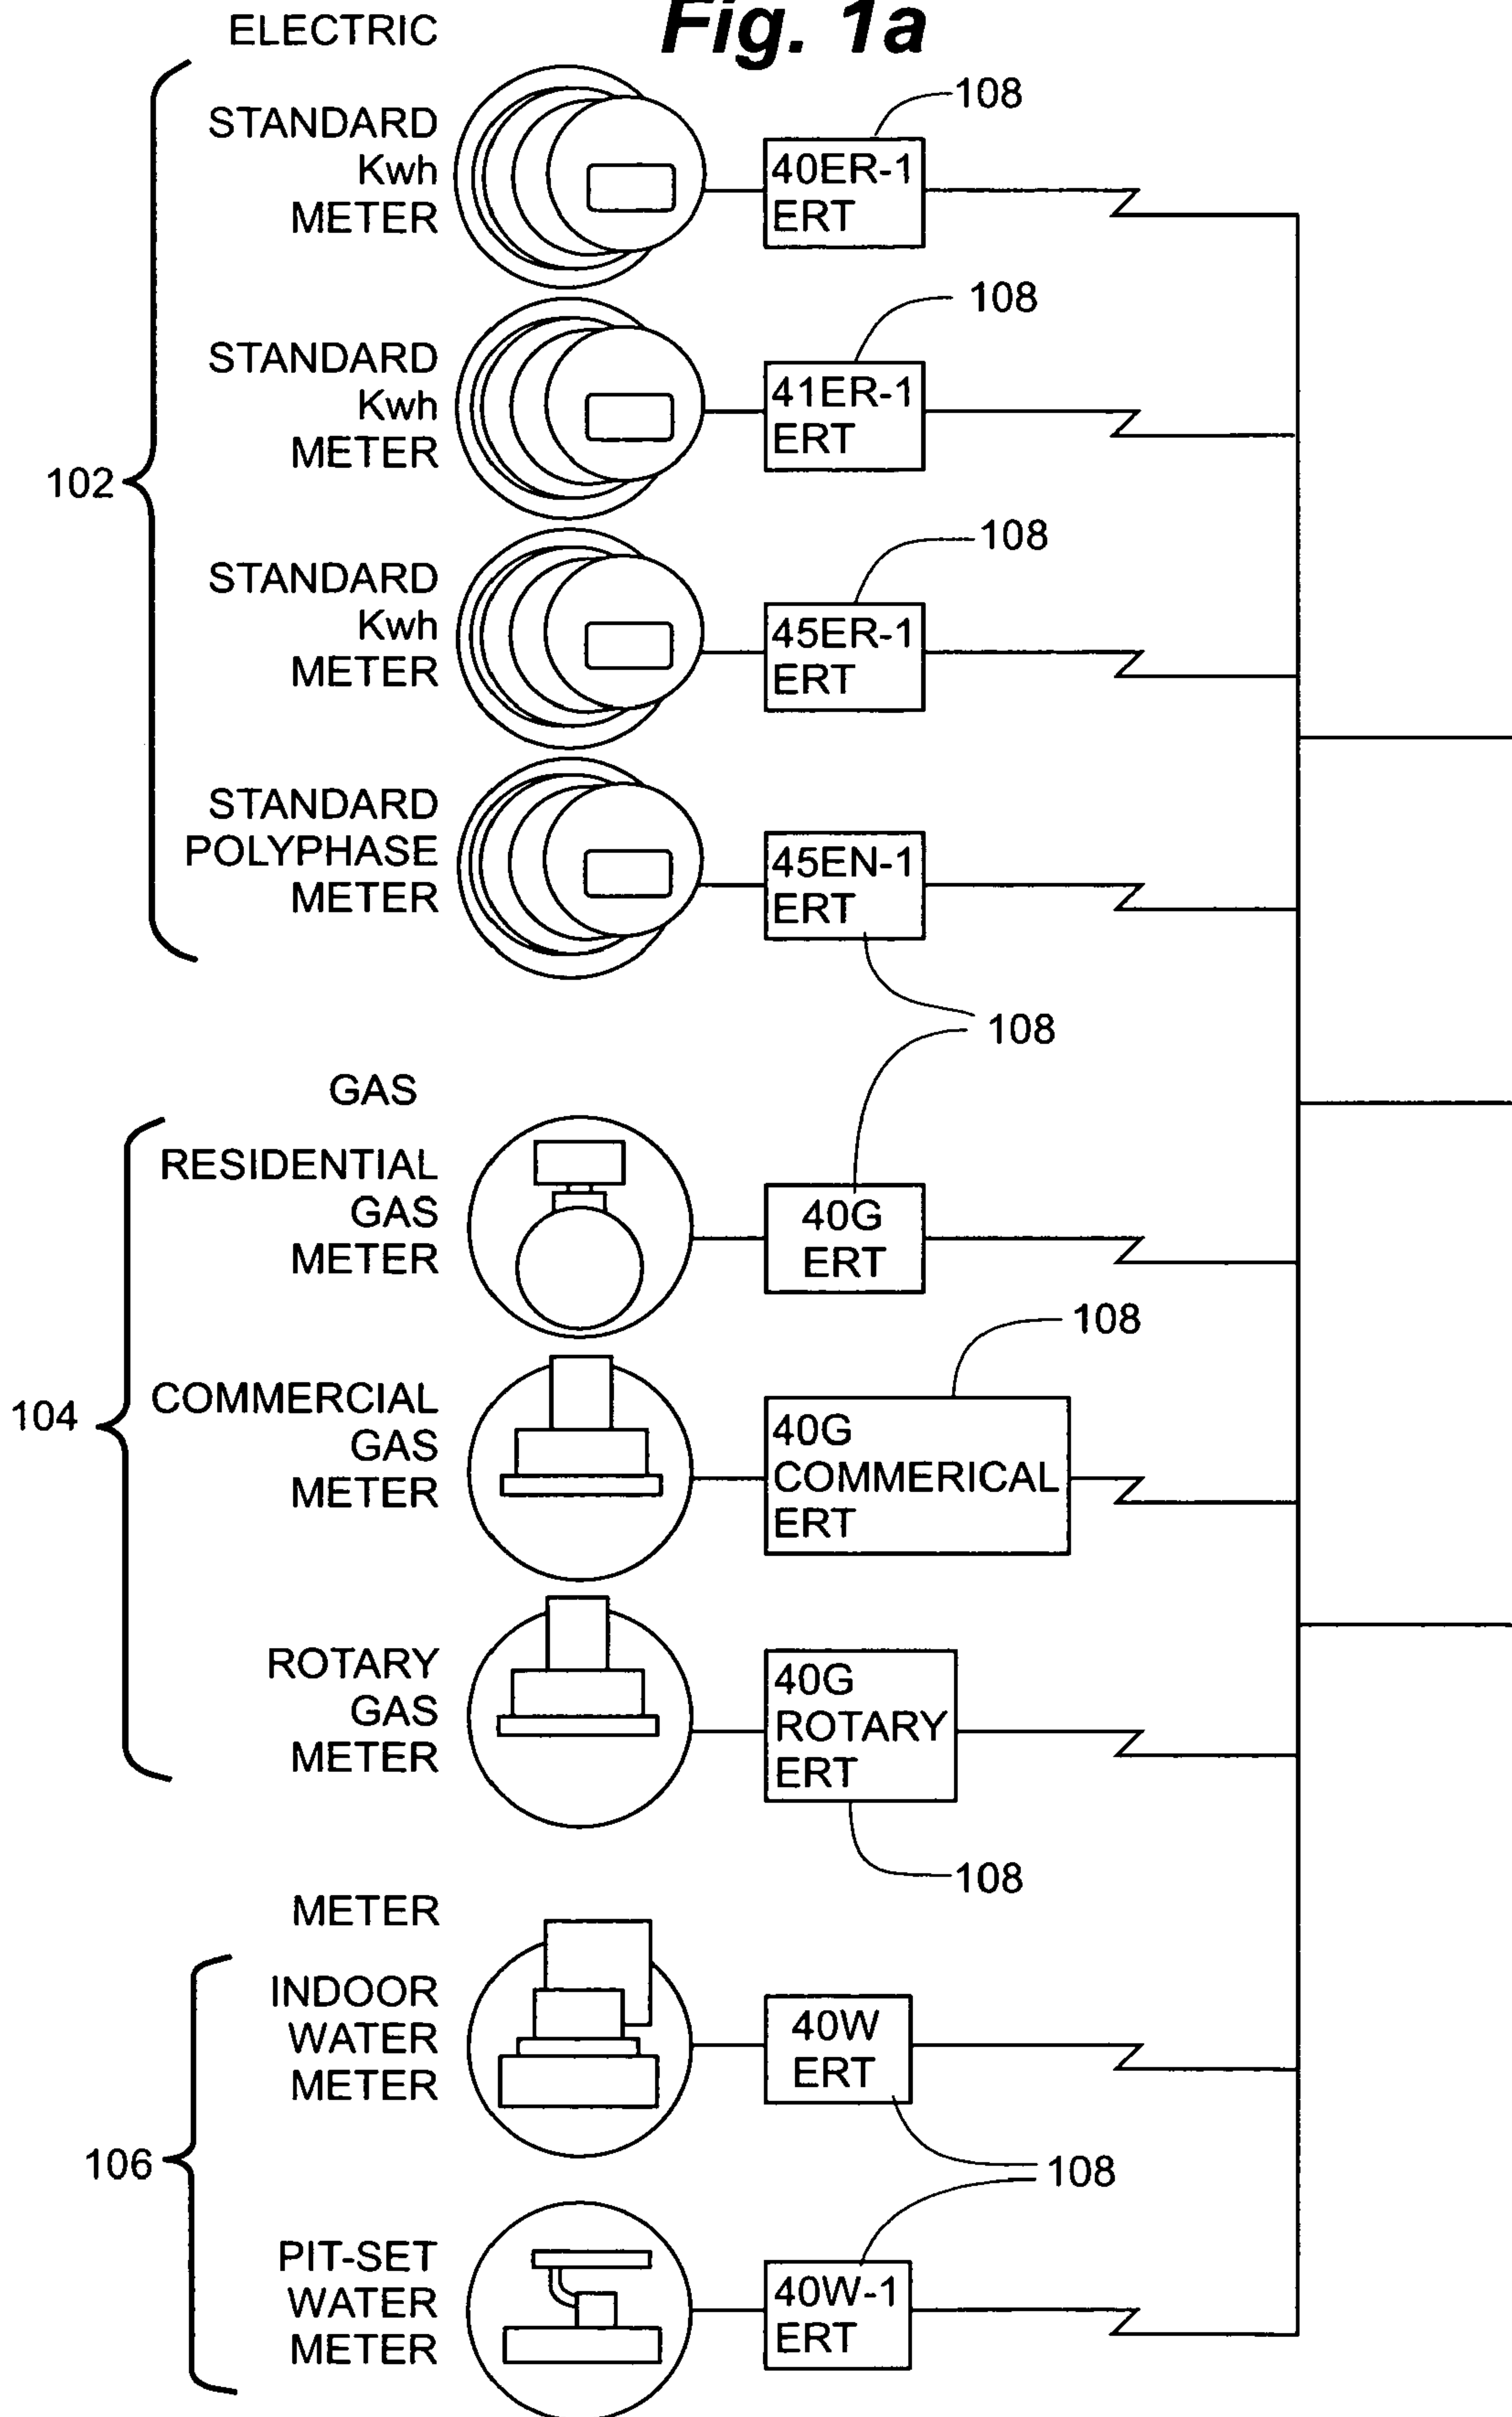 Fig. 1a
ELECTRIC
108
STANDARD
Kwh
METER
40ER-1
ERT
108
STANDARD
Kwh
METER
41ER-1
ERT
102
108
STANDARD
Kwh
METER
45ER-1
ERT
STANDARD
POLYPHASE
METER
45EN-1
ERT
108
GAS
RESIDENTIAL
GAS
METER
40G
ERT
108
104
COMMERCIAL
GAS
METER
40G
COMMERICAL
ERT
ROTARY
GAS
METER
40G
ROTARY
ERT
108
METER
INDOOR
WATER
METER
40W
ERT
106
108
PIT-SET
WATER
METER
40W-1
ERT